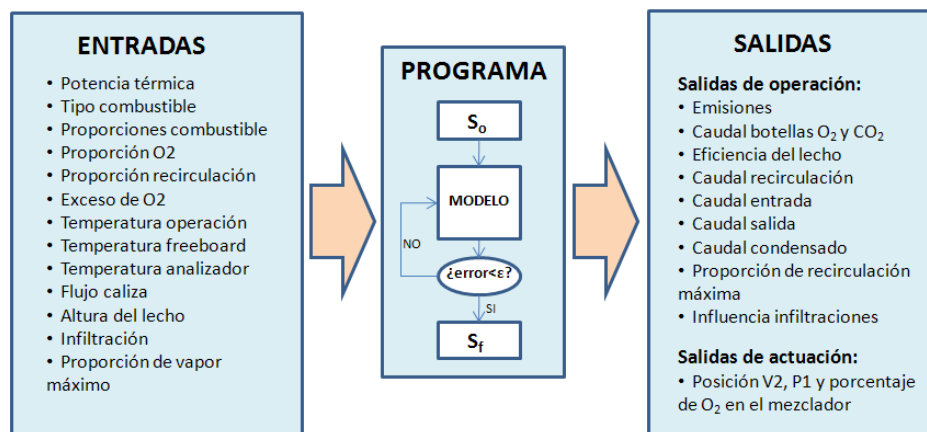 ENTRADAS
• Potencia térmica
• Tipo combustible
• Proporciones combustible
• Proporción O2
• Proporción recirculación
• Exceso de O2
• Temperatura operación
• Temperatura freeboard
• Temperatura analizador
• Flujo caliza
• Altura del lecho
• Infiltración
• Proporción de vapor
máximo
PROGRAMA
Sₒ
MODELO
NO
¿error<ε?
SI
S_f
SALIDAS
Salidas de operación:
• Emisiones
• Caudal botellas O₂ y CO₂
• Eficiencia del lecho
• Caudal recirculación
• Caudal entrada
• Caudal salida
• Caudal condensado
• Proporción de recirculación
máxima
• Influencia infiltraciones
Salidas de actuación:
• Posición V2, P1 y porcentaje
de O₂ en el mezclador